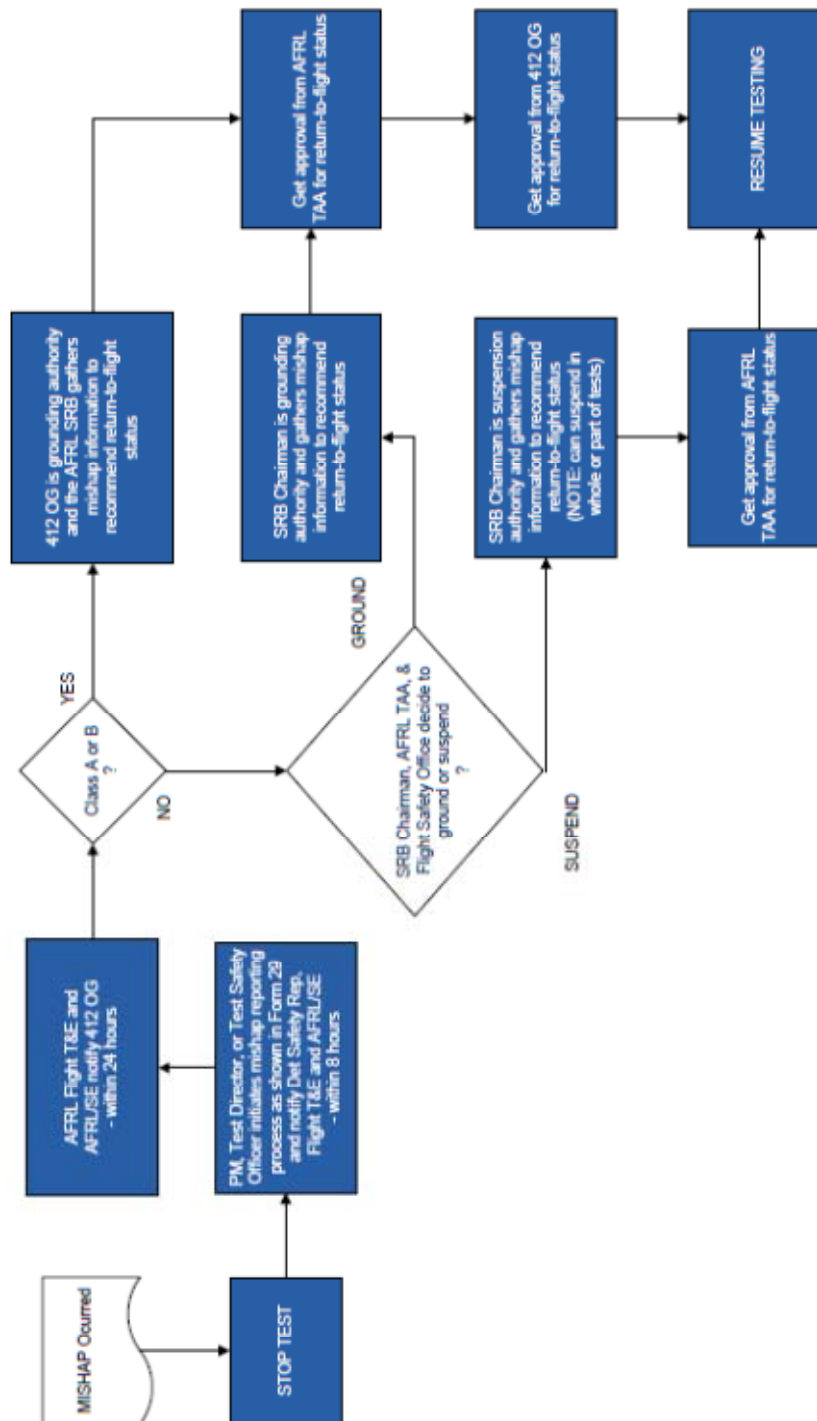 MISHAP Ocurred
STOP TEST
PM, Test Director, or Test Safety
Officer initiates mishap reporting
process as shown in Form 29
and notify Det Safety Rep,
Flight T&E and AFRL/SE
- within 8 hours
AFRL Flight T&E and
AFRL/SE notify 412 OG
- within 24 hours
Class A or B
?
YES
NO
412 OG is grounding authority
and the AFRL SRB gathers
mishap information to
recommend return-to-flight
status
SRB Chairman, AFRL TAA, &
Flight Safety Office decide to
ground or suspend
?
GROUND
SUSPEND
SRB Chairman is grounding
authority and gathers mishap
information to recommend
return-to-flight status
SRB Chairman is suspension
authority and gathers mishap
information to recommend
return-to-flight status
(NOTE: can suspend in
whole or part of tests)
Get approval from AFRL
TAA for return-to-flight status
Get approval from 412 OG
for return-to-flight status
Get approval from AFRL
TAA for return-to-flight status
RESUME TESTING